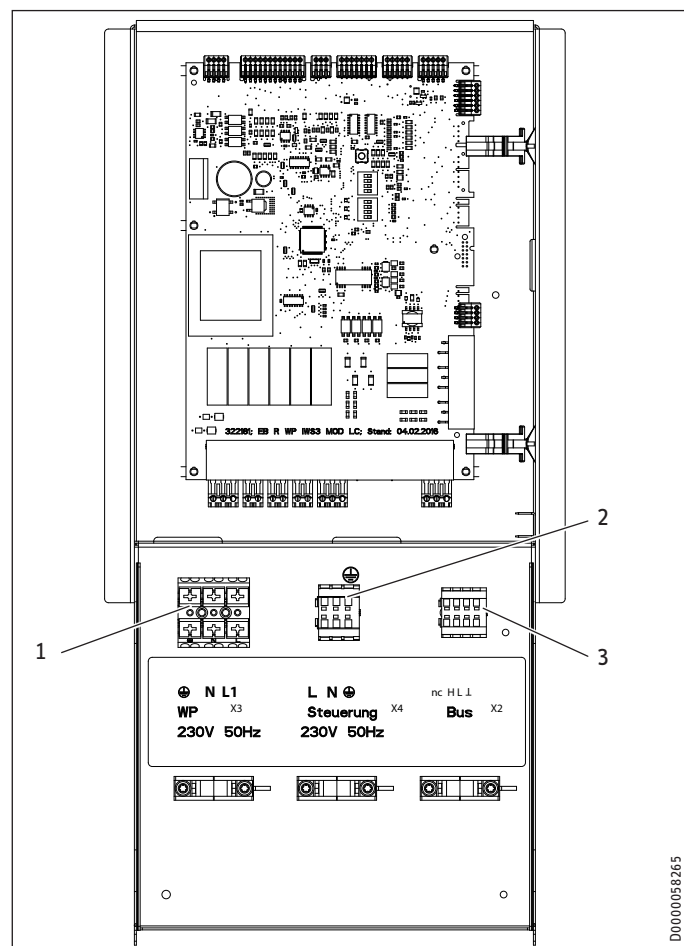 322161; EB R WP IWS3 MOD LC; Stand: 04.02.2016
2
1
3
⏚ N L1 L N ⏚ nc H L ⊥
WP X3 Steuerung X4 Bus X2
230V 50Hz 230V 50Hz
D0000058265